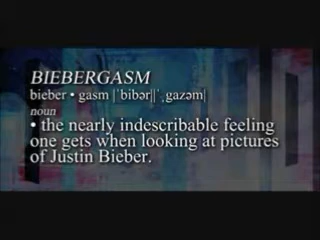 BIEBERGASM
bieber • gasm |ˈbibər||ˈˌgazəm|
noun
• the nearly indescribable feeling
one gets when looking at pictures
of Justin Bieber.